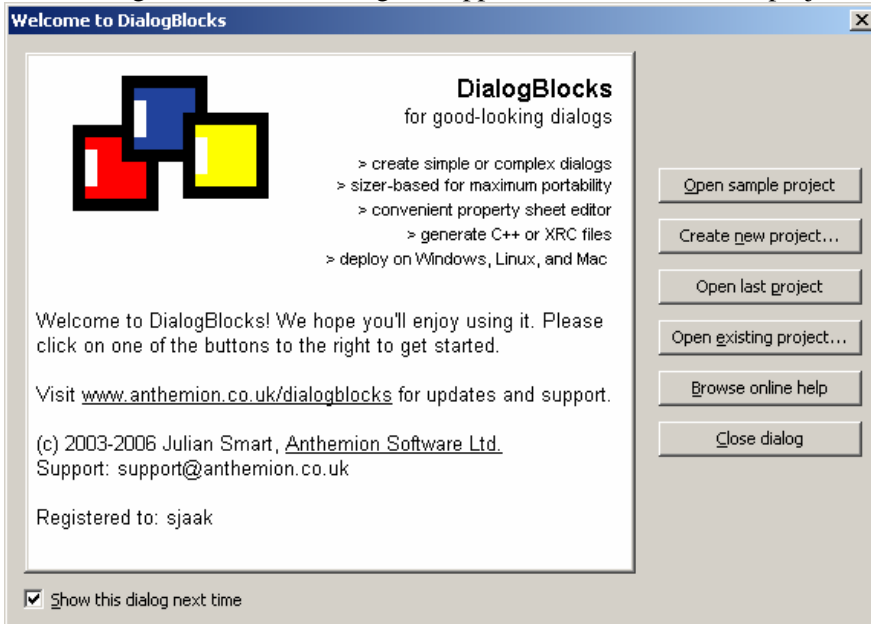 Welcome to DialogBlocks
DialogBlocks
for good-looking dialogs
> create simple or complex dialogs
> sizer-based for maximum portability
> convenient property sheet editor
> generate C++ or XRC files
> deploy on Windows, Linux, and Mac
Welcome to DialogBlocks! We hope you'll enjoy using it. Please
click on one of the buttons to the right to get started.
Visit www.anthemion.co.uk/dialogblocks for updates and support.
(c) 2003-2006 Julian Smart, Anthemion Software Ltd.
Support: support@anthemion.co.uk
Registered to: sjaak
Open sample project
Create new project...
Open last project
Open existing project...
Browse online help
Close dialog
Show this dialog next time